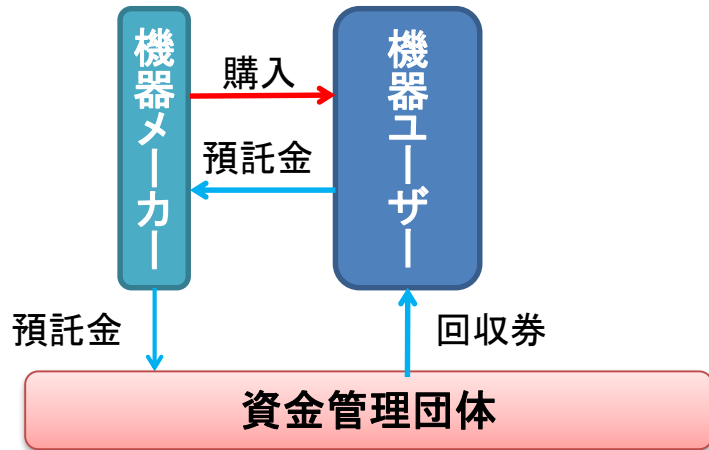 機器メーカー
購入
機器ユーザー
預託金
預託金
回収券
資金管理団体